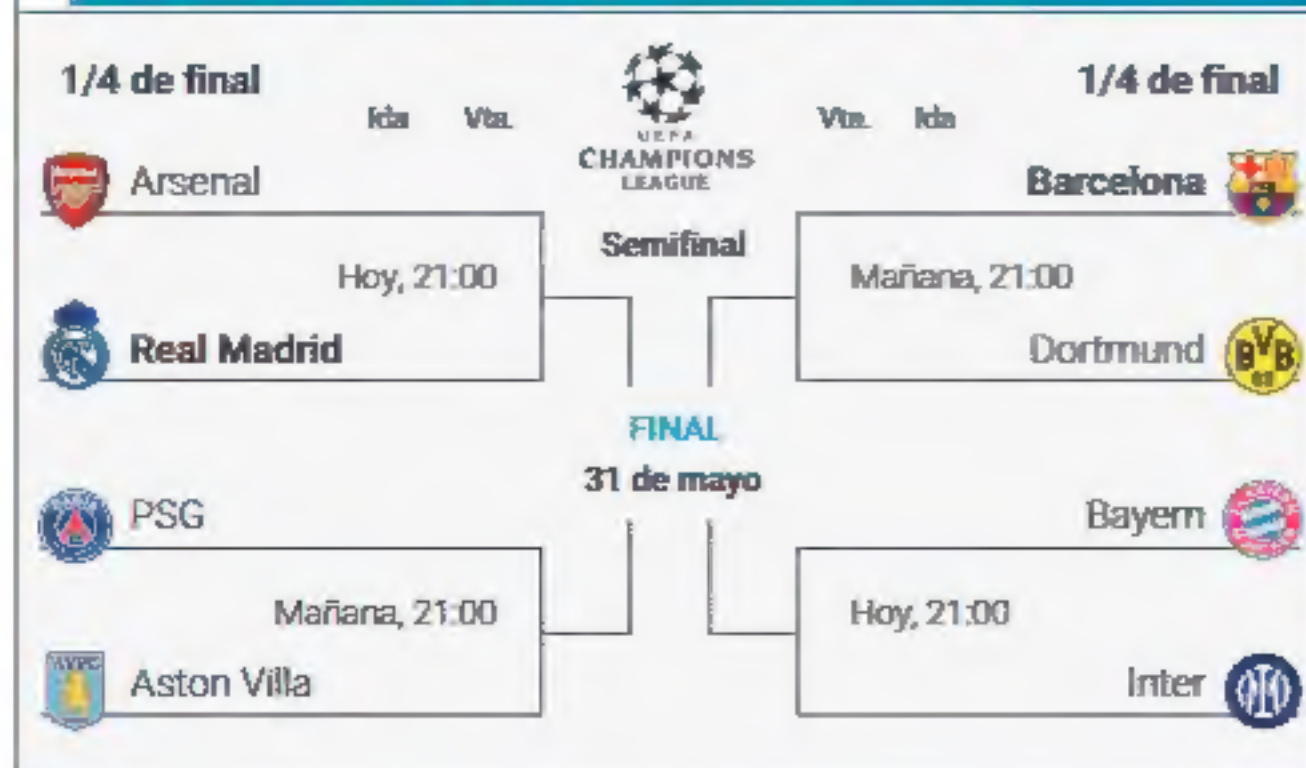 1/4 de final
Ida Vta.
Arsenal
Hoy, 21:00
Real Madrid
PSG
Mañana, 21:00
Aston Villa
UEFA
CHAMPIONS
LEAGUE
Semifinal
FINAL
31 de mayo
1/4 de final
Vta. Ida
Barcelona
Mañana, 21:00
Dortmund
BVB
09
Bayern
Hoy, 21:00
Inter